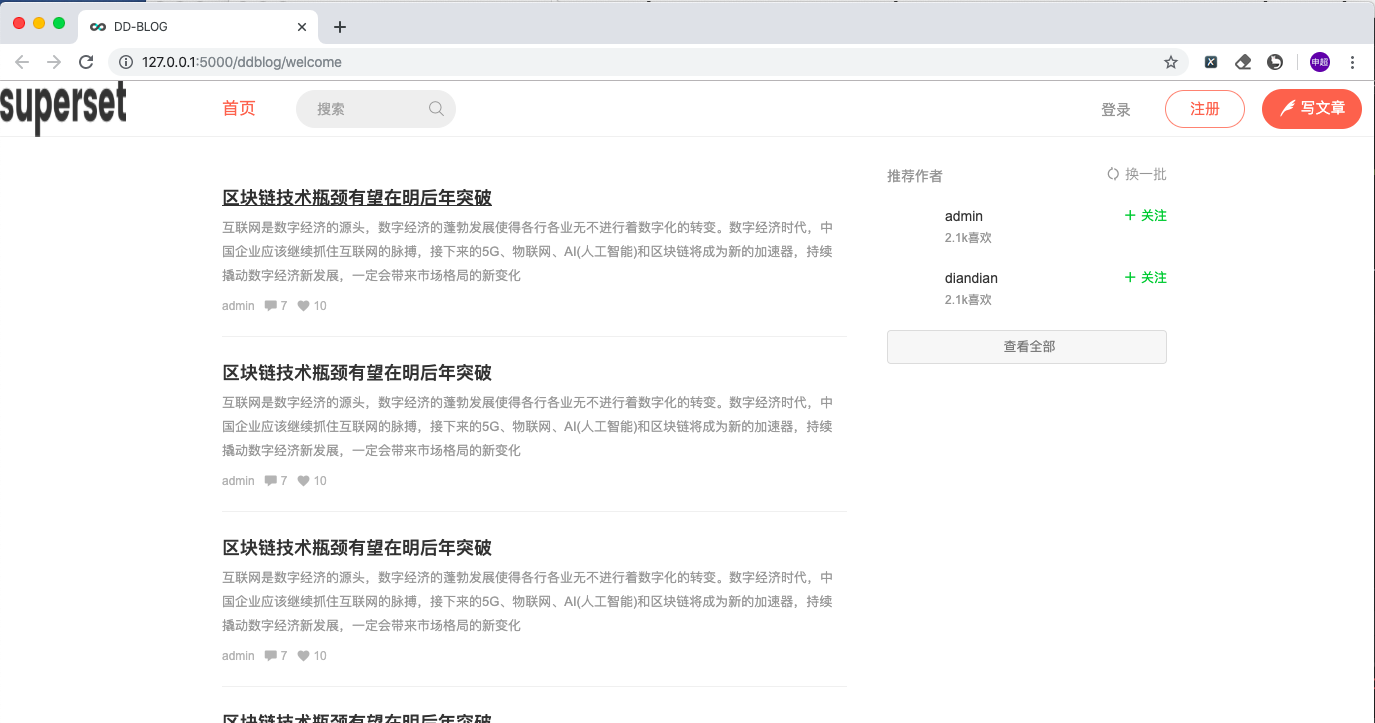 DD-BLOG
127.0.0.1:5000/ddblog/welcome
申超
superset
首页
搜索
登录
注册
写文章
区块链技术瓶颈有望在明后年突破
互联网是数字经济的源头，数字经济的蓬勃发展使得各行各业无不进行着数字化的转变。数字经济时代，中
国企业应该继续抓住互联网的脉搏，接下来的5G、物联网、AI(人工智能)和区块链将成为新的加速器，持续
撬动数字经济新发展，一定会带来市场格局的新变化
admin 7 10
区块链技术瓶颈有望在明后年突破
互联网是数字经济的源头，数字经济的蓬勃发展使得各行各业无不进行着数字化的转变。数字经济时代，中
国企业应该继续抓住互联网的脉搏，接下来的5G、物联网、AI(人工智能)和区块链将成为新的加速器，持续
撬动数字经济新发展，一定会带来市场格局的新变化
admin 7 10
区块链技术瓶颈有望在明后年突破
互联网是数字经济的源头，数字经济的蓬勃发展使得各行各业无不进行着数字化的转变。数字经济时代，中
国企业应该继续抓住互联网的脉搏，接下来的5G、物联网、AI(人工智能)和区块链将成为新的加速器，持续
撬动数字经济新发展，一定会带来市场格局的新变化
admin 7 10
区块链技术瓶颈有望在明后年突破
推荐作者
换一批
admin
+ 关注
2.1k喜欢
diandian
+ 关注
2.1k喜欢
查看全部